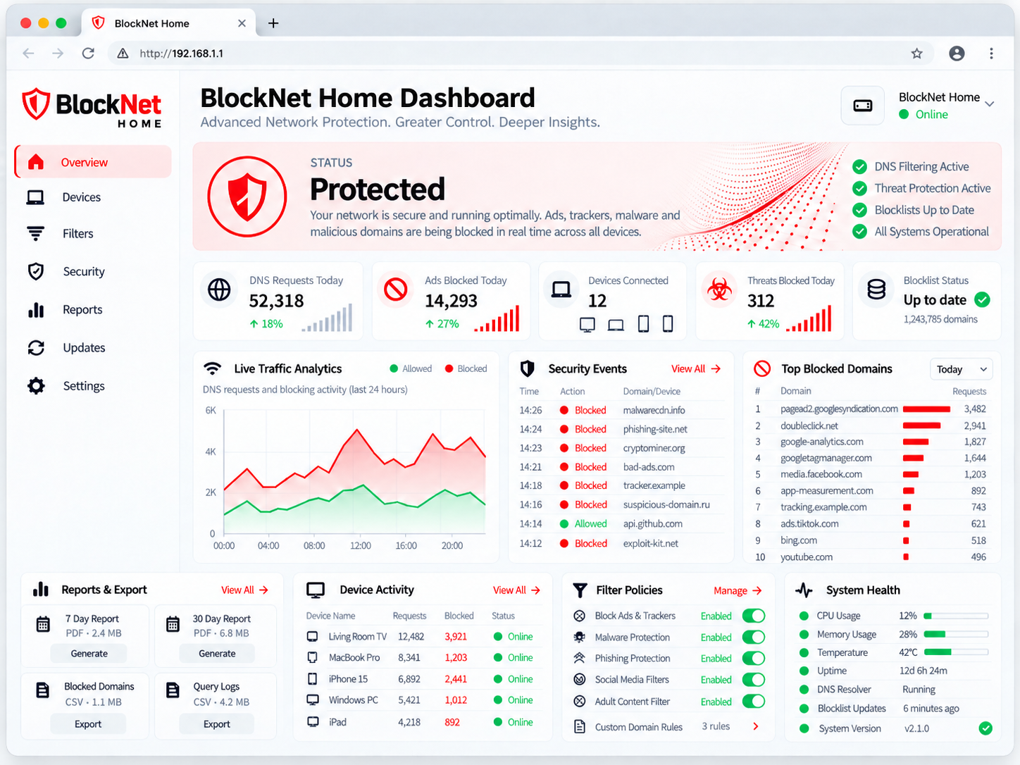 BlockNet Home
http://192.168.1.1
BlockNet
HOME
Overview
Devices
Filters
Security
Reports
Updates
Settings
BlockNet Home Dashboard
Advanced Network Protection. Greater Control. Deeper Insights.
BlockNet Home
Online
STATUS
Protected
Your network is secure and running optimally. Ads, trackers, malware and
malicious domains are being blocked in real time across all devices.
DNS Filtering Active
Threat Protection Active
Blocklists Up to Date
All Systems Operational
DNS Requests Today
52,318
↑ 18%
Ads Blocked Today
14,293
↑ 27%
Devices Connected
12
Threats Blocked Today
312
↑ 42%
Blocklist Status
Up to date
1,243,785 domains
Live Traffic Analytics
Allowed
Blocked
DNS requests and blocking activity (last 24 hours)
6K
4K
2K
0
00:00 04:00 08:00 12:00 16:00 20:00
Security Events
View All →
Time Action Domain/Device
14:26 Blocked malwarecdn.info
14:24 Blocked phishing-site.net
14:23 Blocked cryptominer.org
14:21 Blocked bad-ads.com
14:18 Blocked tracker.example
14:16 Blocked suspicious-domain.ru
14:14 Allowed api.github.com
14:12 Blocked exploit-kit.net
Top Blocked Domains
Today
# Domain Requests
1 pagead2.googlesyndication.com 3,482
2 doubleclick.net 2,941
3 google-analytics.com 1,827
4 googletagmanager.com 1,644
5 media.facebook.com 1,203
6 app-measurement.com 892
7 tracking.example.com 743
8 ads.tiktok.com 621
9 bing.com 518
10 youtube.com 496
Reports & Export
View All →
7 Day Report
PDF • 2.4 MB
Generate
30 Day Report
PDF • 6.8 MB
Generate
Blocked Domains
CSV • 1.1 MB
Export
Query Logs
CSV • 4.2 MB
Export
Device Activity
View All →
Device Name Requests Blocked Status
Living Room TV 12,482 3,921 Online
MacBook Pro 8,341 1,203 Online
iPhone 15 6,892 2,441 Online
Windows PC 5,421 1,012 Online
iPad 4,218 892 Online
Filter Policies
Manage →
Block Ads & Trackers Enabled
Malware Protection Enabled
Phishing Protection Enabled
Social Media Filters Enabled
Adult Content Filter Enabled
Custom Domain Rules 3 rules
System Health
CPU Usage 12%
Memory Usage 28%
Temperature 42°C
Uptime 12d 6h 24m
DNS Resolver Running
Blocklist Updates 6 minutes ago
System Version v2.1.0